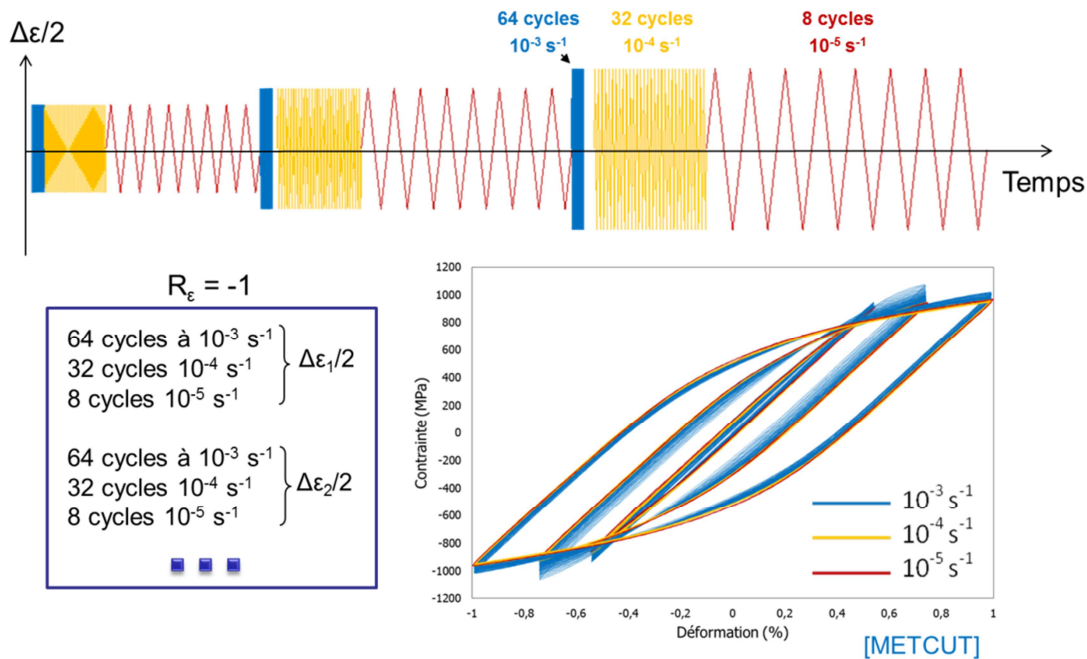 64 cycles
10⁻³ s⁻¹
32 cycles
10⁻⁴ s⁻¹
8 cycles
10⁻⁵ s⁻¹
Δε/2
Temps
R_ε = -1
64 cycles à 10⁻³ s⁻¹
32 cycles 10⁻⁴ s⁻¹
8 cycles 10⁻⁵ s⁻¹
Δε₁/2
64 cycles à 10⁻³ s⁻¹
32 cycles 10⁻⁴ s⁻¹
8 cycles 10⁻⁵ s⁻¹
Δε₂/2
Contrainte (MPa)
1200
1000
800
600
400
200
0
-200
-400
-600
-800
-1000
-1200
-1
-0,8
-0,6
-0,4
-0,2
0
0,2
0,4
0,6
0,8
1
Déformation (%)
10⁻³ s⁻¹
10⁻⁴ s⁻¹
10⁻⁵ s⁻¹
[METCUT]